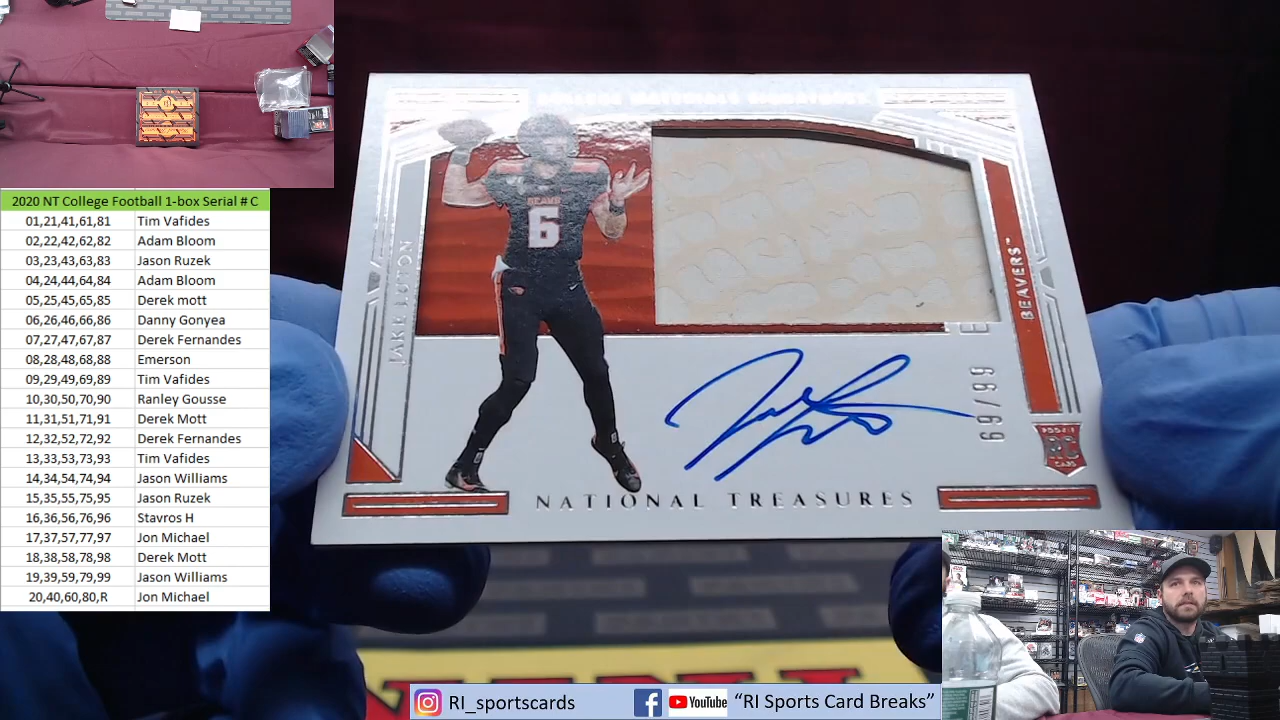 2020 NT College Football 1-box Serial # C
01,21,41,61,81 Tim Vafides
02,22,42,62,82 Adam Bloom
03,23,43,63,83 Jason Ruzek
04,24,44,64,84 Adam Bloom
05,25,45,65,85 Derek mott
06,26,46,66,86 Danny Gonyea
07,27,47,67,87 Derek Fernandes
08,28,48,68,88 Emerson
09,29,49,69,89 Tim Vafides
10,30,50,70,90 Ranley Gousse
11,31,51,71,91 Derek Mott
12,32,52,72,92 Derek Fernandes
13,33,53,73,93 Tim Vafides
14,34,54,74,94 Jason Williams
15,35,55,75,95 Jason Ruzek
16,36,56,76,96 Stavros H
17,37,57,77,97 Jon Michael
18,38,58,78,98 Derek Mott
19,39,59,79,99 Jason Williams
20,40,60,80,R Jon Michael
JAKE LUTON
BEAVS
6
BEAVERS
69/99
ROOKIE
RC
CARD
NATIONAL TREASURES
RI_sportscards
YouTube
"RI Sports Card Breaks"